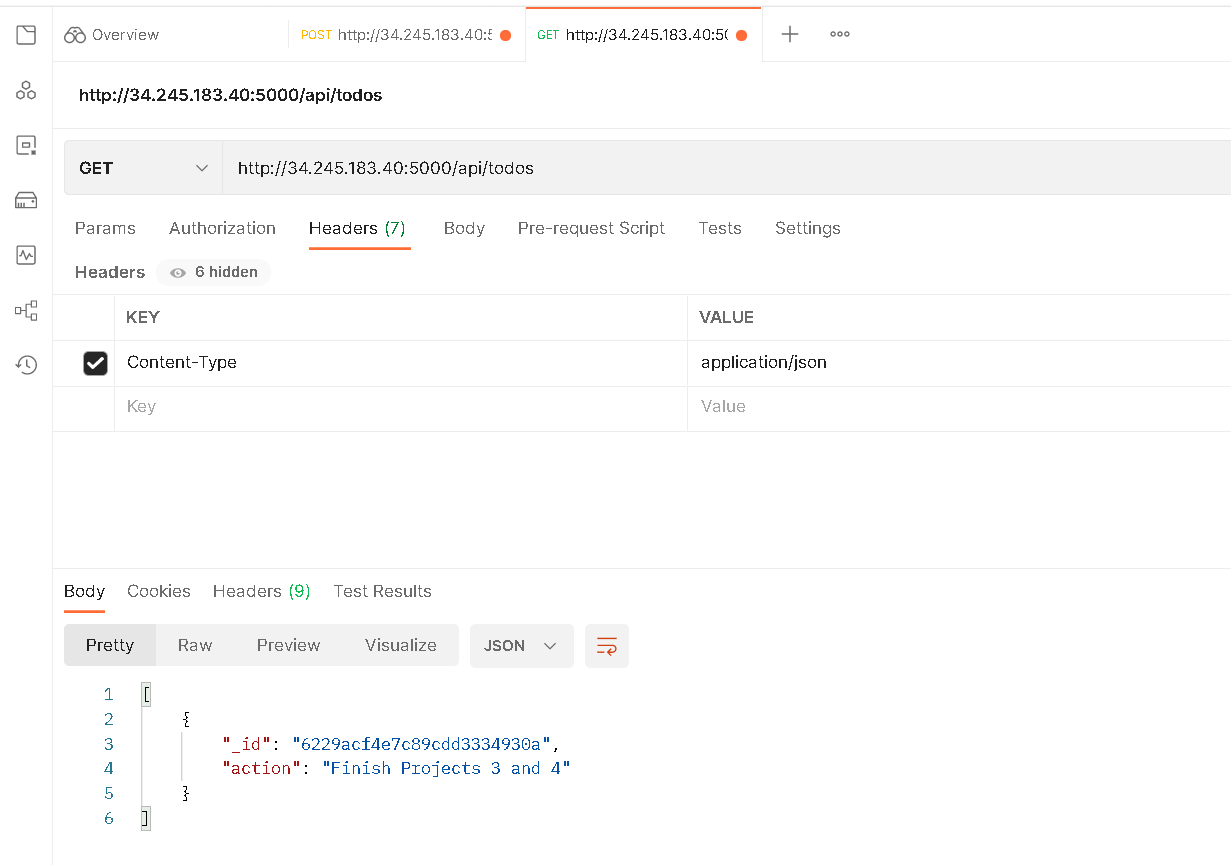 Overview POST http://34.245.183.40:5 GET http://34.245.183.40:50
http://34.245.183.40:5000/api/todos
GET http://34.245.183.40:5000/api/todos
Params Authorization Headers (7) Body Pre-request Script Tests Settings
Headers 6 hidden
KEY VALUE
Content-Type application/json
Key Value
Body Cookies Headers (9) Test Results
Pretty Raw Preview Visualize JSON
1 [
2 {
3 "_id": "6229acf4e7c89cdd3334930a",
4 "action": "Finish Projects 3 and 4"
5 }
6 ]